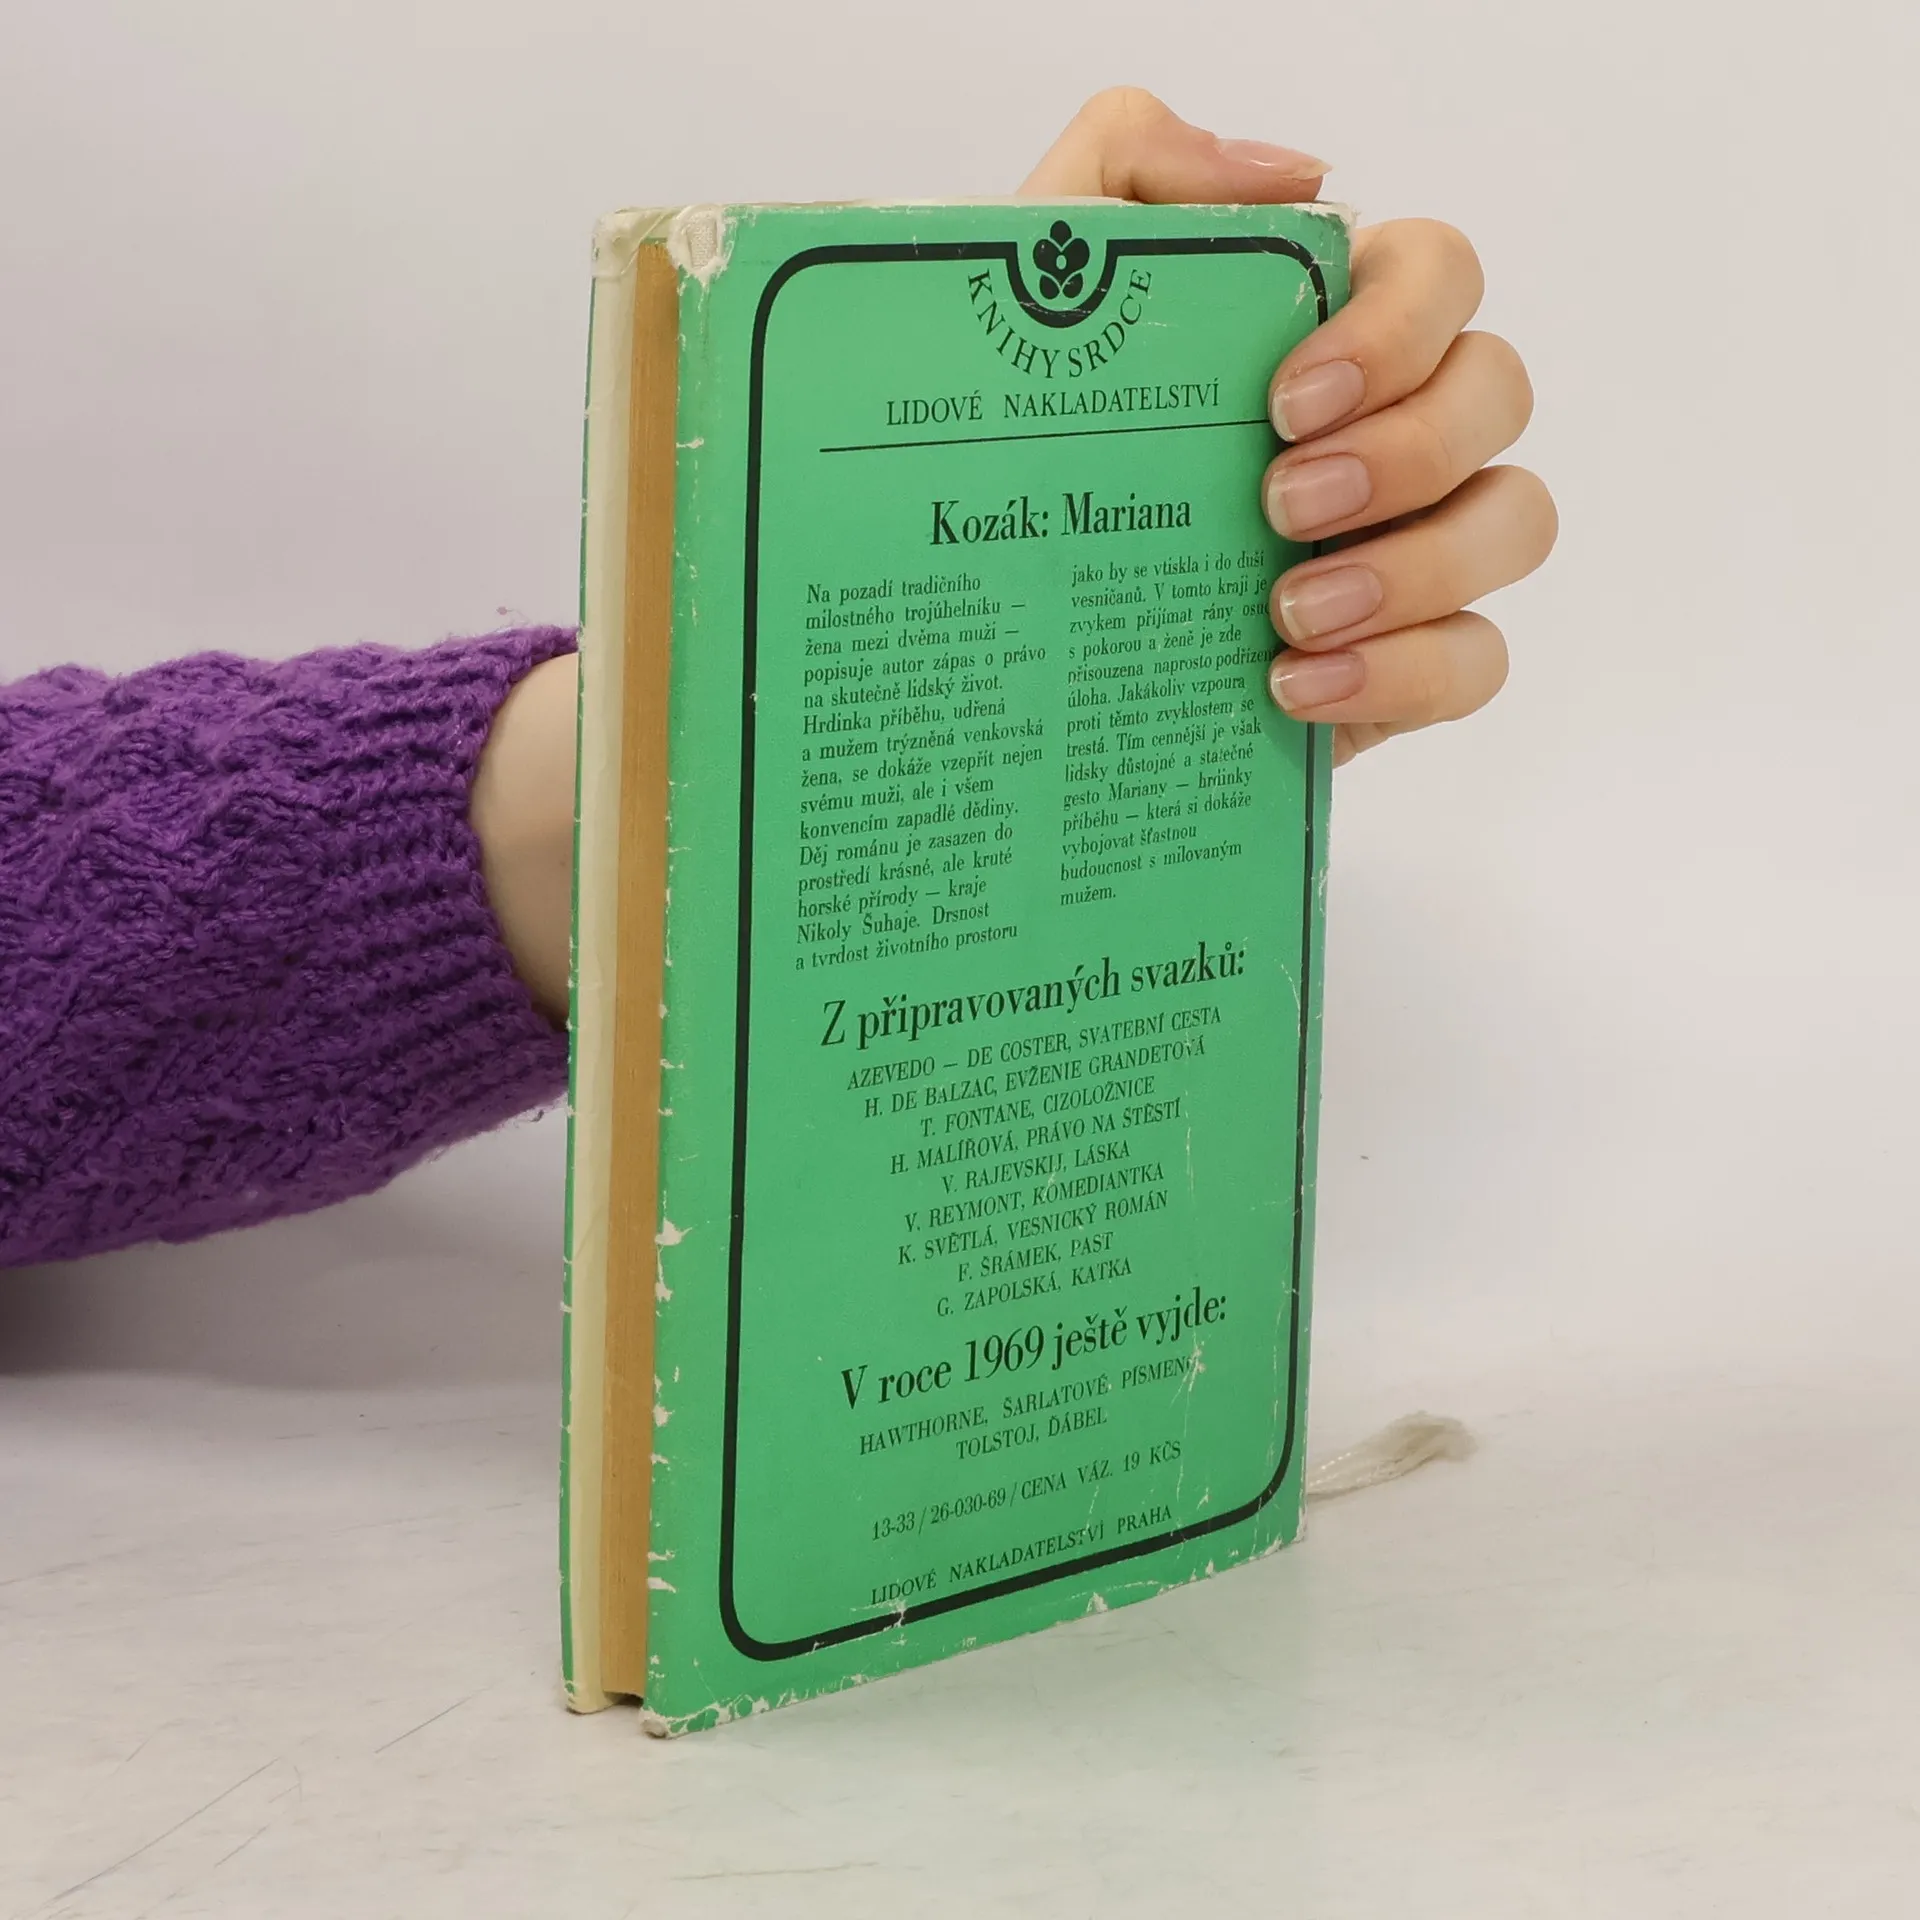 KNIHY SRDCE
LIDOVÉ NAKLADATELSTVÍ
Kozák: Mariana
Na pozadí tradičního
milostného trojúhelníku —
žena mezi dvěma muži —
popisuje autor zápas o právo
na skutečně lidský život.
Hrdinka příběhu, udřená
a mužem trýzněná venkovská
žena, se dokáže vzepřít nejen
svému muži, ale i všem
konvencím zapadlé dědiny.
Děj románu je zasazen do
prostředí krásné, ale kruté
horské přírody — kraje
Nikoly Šuhaje. Drsnost
a tvrdost životního prostoru
jako by se vtiskla i do duší
vesničanů. V tomto kraji je
zvykem přijímat rány
s pokorou a ženě je zde
přisouzena naprosto
úloha. Jakákoliv vzpoura
proti těmto zvyklostem se
trestá. Tím cennější je však
lidsky důstojné a statečné
gesto Mariany — hrdinky
příběhu — která si dokáže
vybojovat šťastnou
budoucnost s milovaným
mužem.
Z připravovaných svazků:
AZEVEDO — DE COSTER, SVATEBNÍ CESTA
H. DE BALZAC, EVŽENIE GRANDETOVÁ
T. FONTANE, CIZOLOŽNICE
H. MALÍŘOVÁ, PRÁVO NA ŠTĚSTÍ
V. RAJEVSKIJ, LÁSKA
V. REYMONT, KOMEDIANTKA
K. SVĚTLÁ, VESNICKÝ ROMÁN
F. ŠRÁMEK, PAST
G. ZAPOLSKÁ, KATKA
V roce 1969 ještě vyjde:
HAWTHORNE, ŠARLATOVÉ PÍSMENO
TOLSTOJ, ĎÁBEL
13-33 / 26-030-69 / CENA VÁZ. 19 KČS
LIDOVÉ NAKLADATELSTVÍ PRAHA